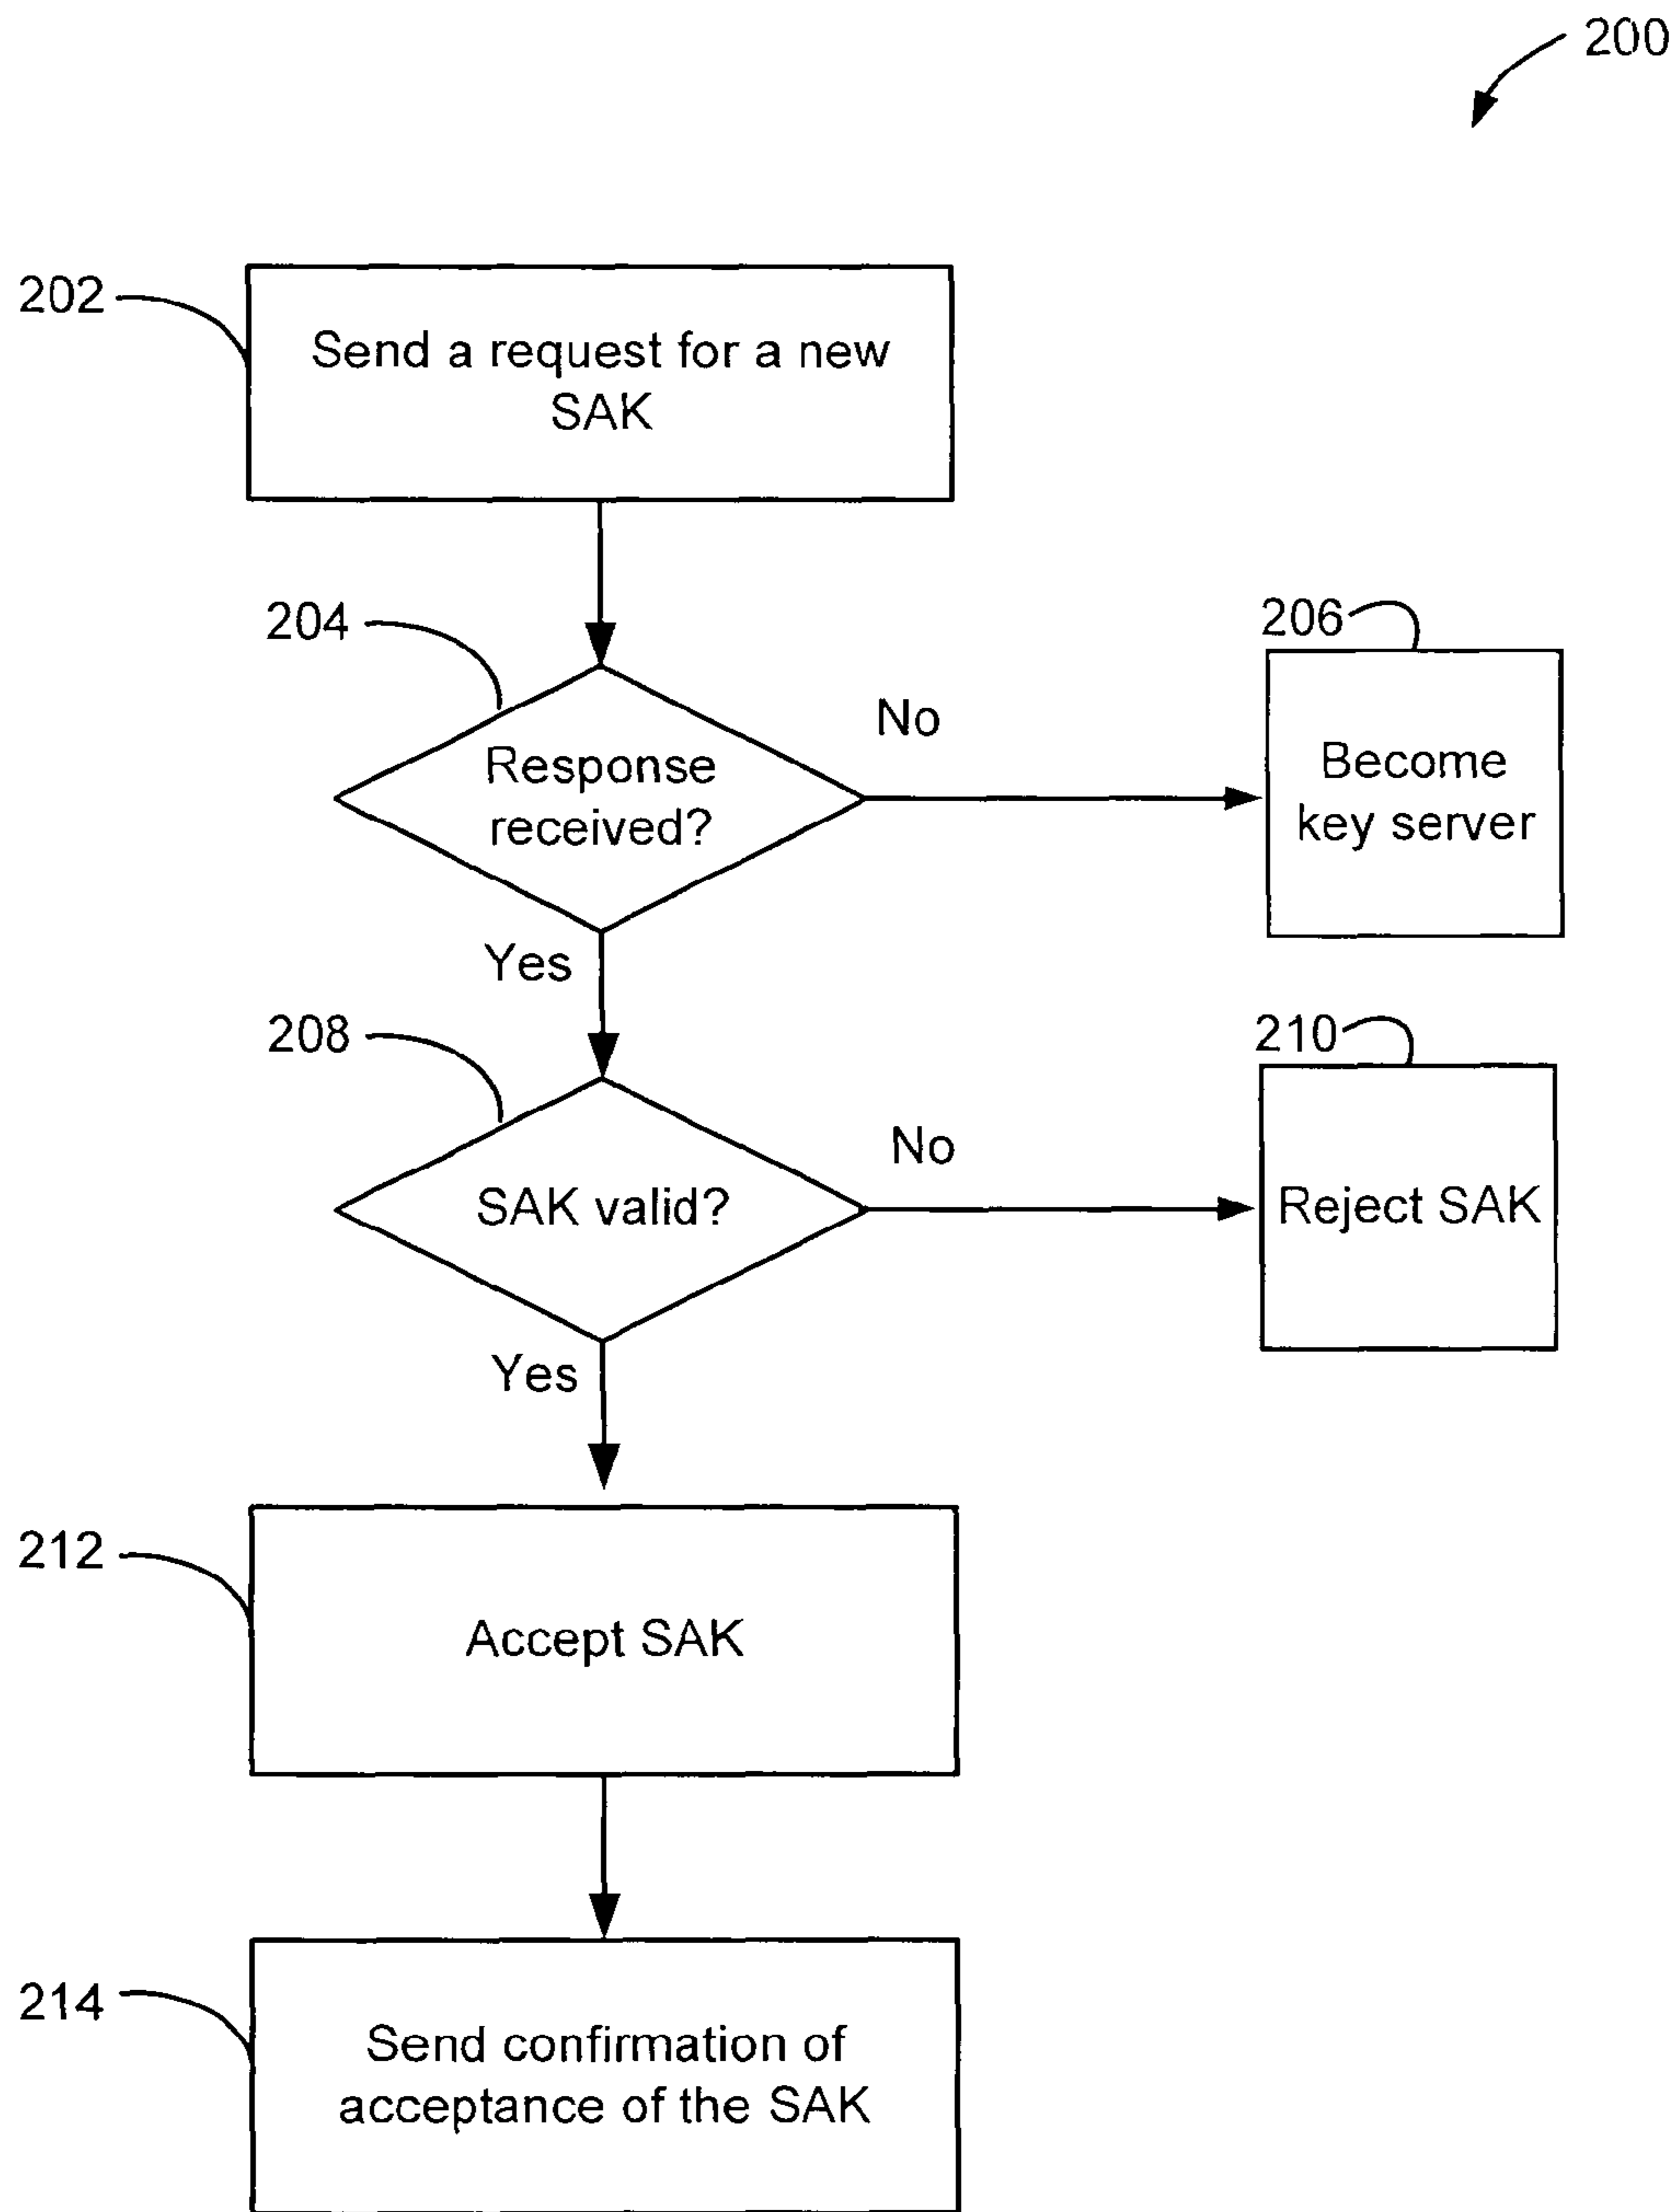 200
202
Send a request for a new
SAK
204
Response
received?
No
206
Become
key server
Yes
208
SAK valid?
No
210
Reject SAK
Yes
212
Accept SAK
214
Send confirmation of
acceptance of the SAK